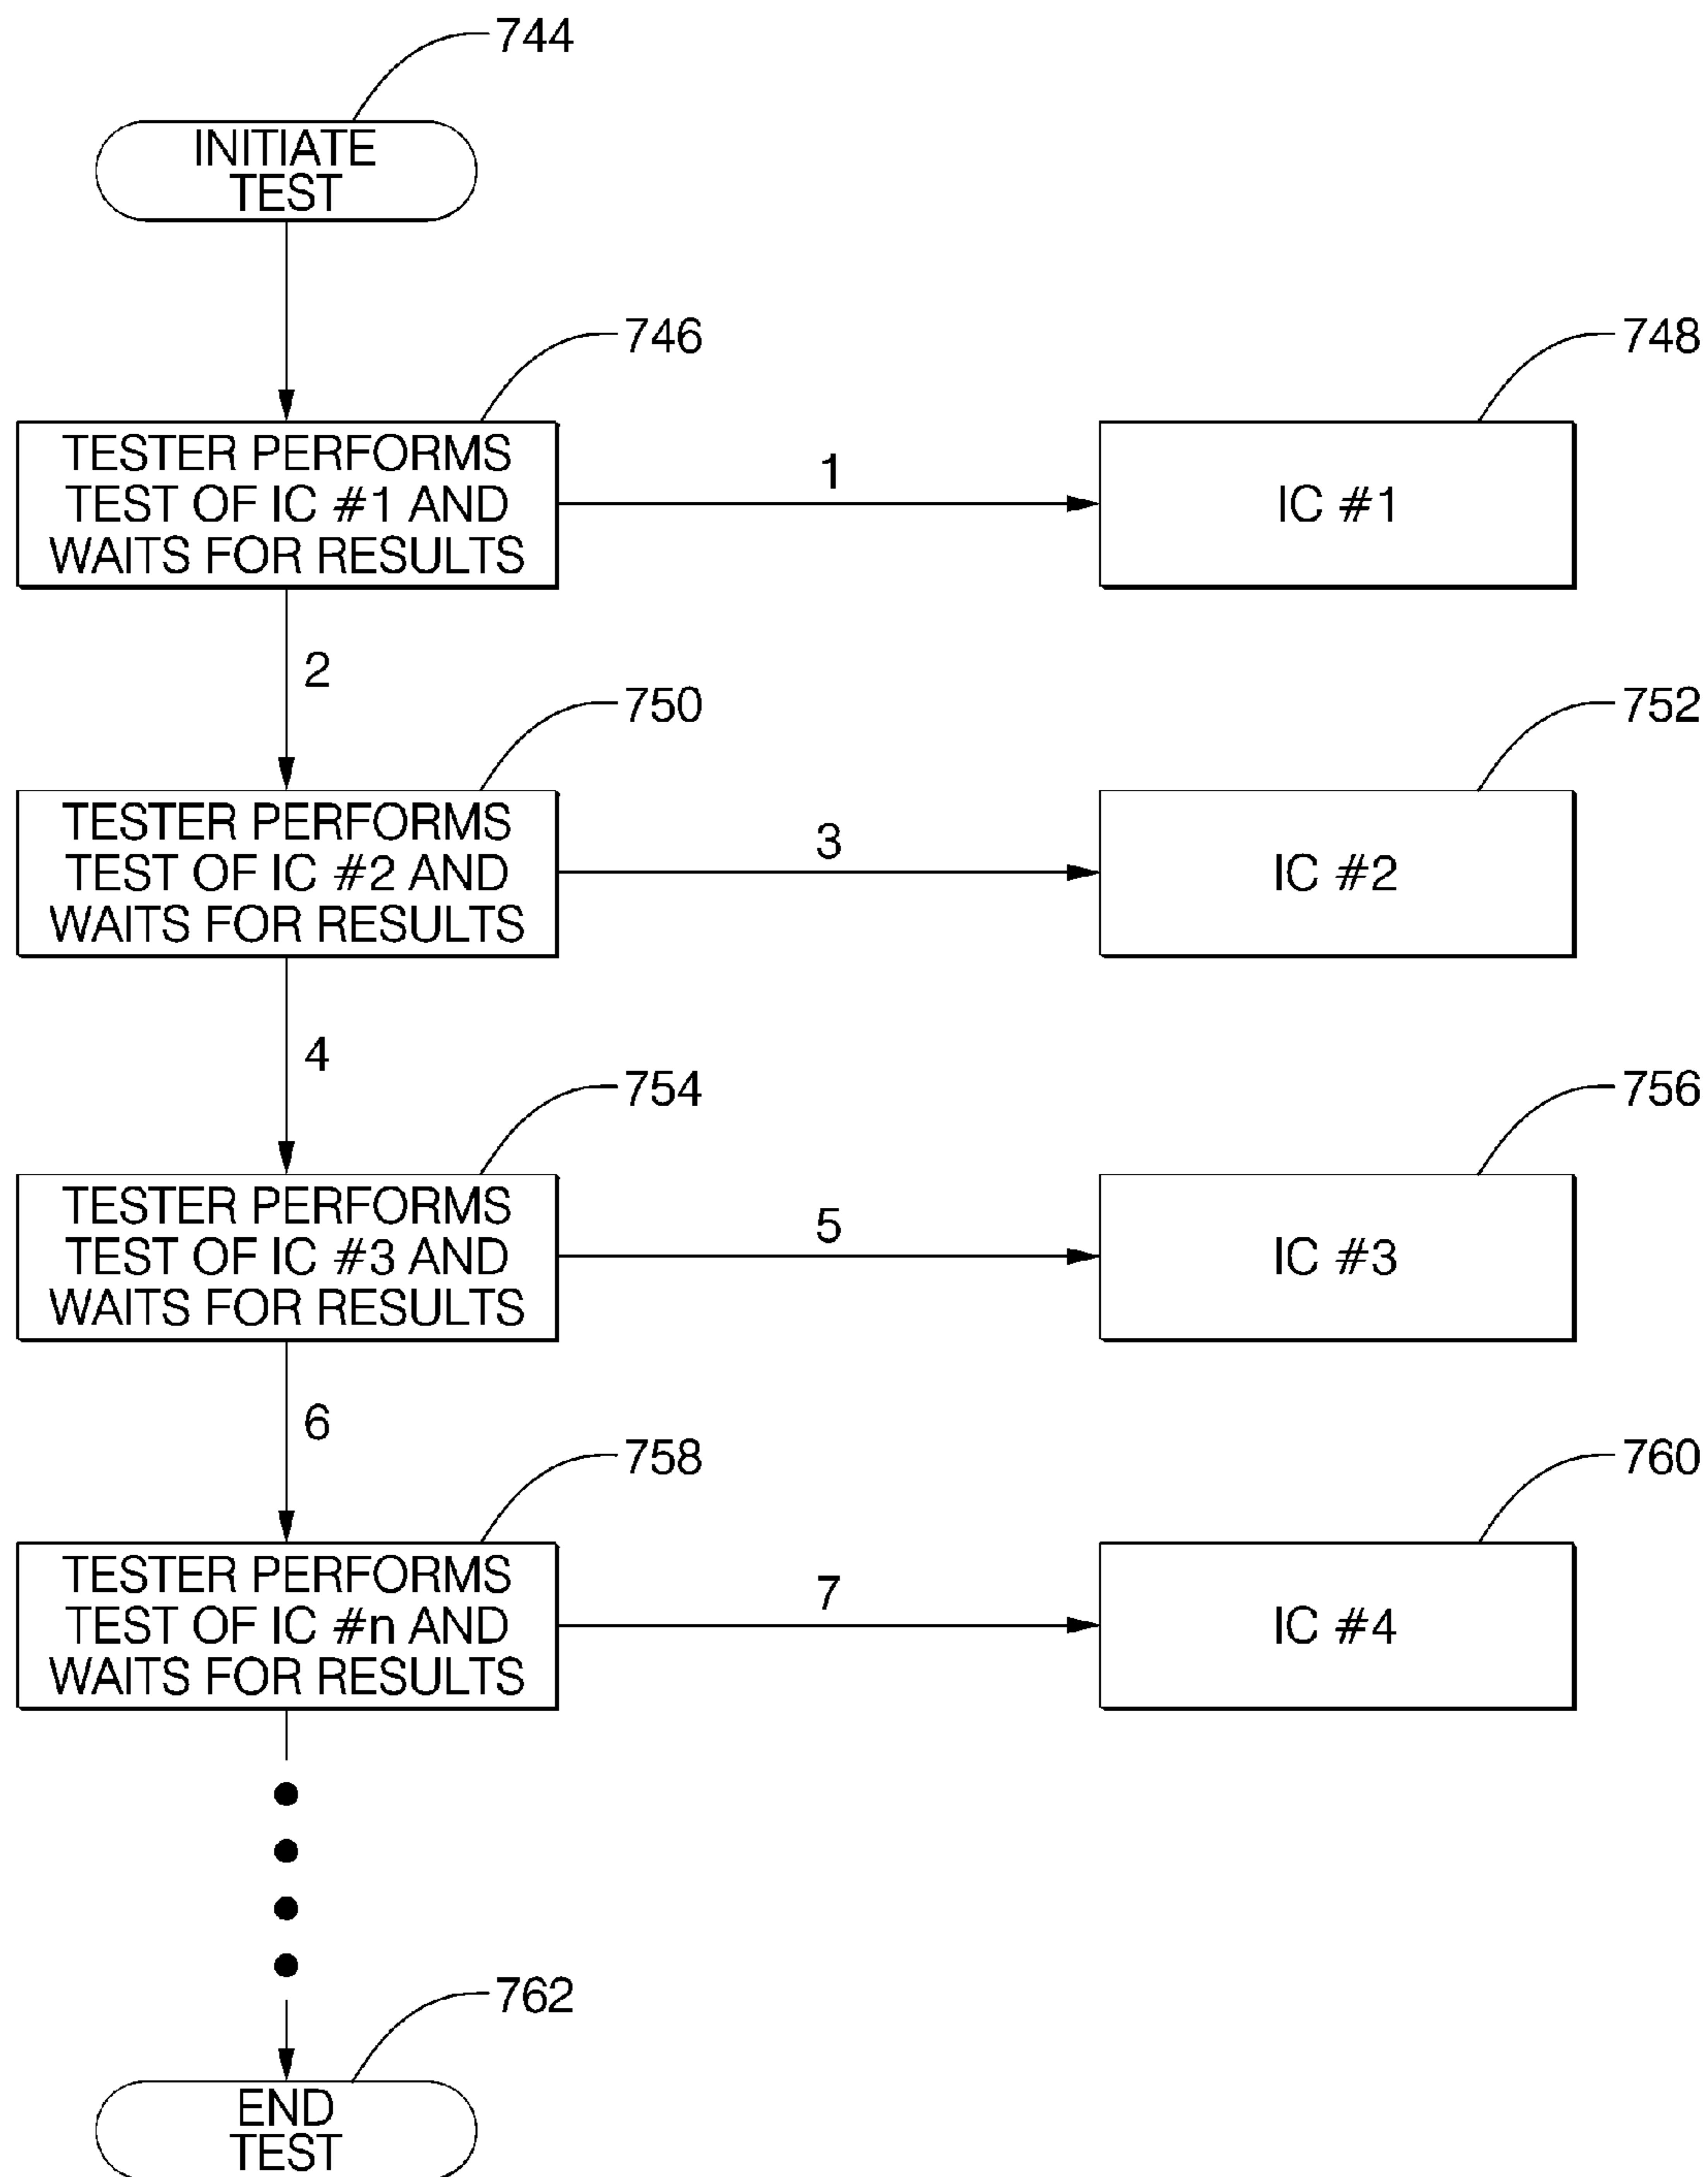 744
INITIATE
TEST
746
748
TESTER PERFORMS
TEST OF IC #1 AND
WAITS FOR RESULTS
1
IC #1
2
750
752
TESTER PERFORMS
TEST OF IC #2 AND
WAITS FOR RESULTS
3
IC #2
4
754
756
TESTER PERFORMS
TEST OF IC #3 AND
WAITS FOR RESULTS
5
IC #3
6
758
760
TESTER PERFORMS
TEST OF IC #n AND
WAITS FOR RESULTS
7
IC #4
762
END
TEST